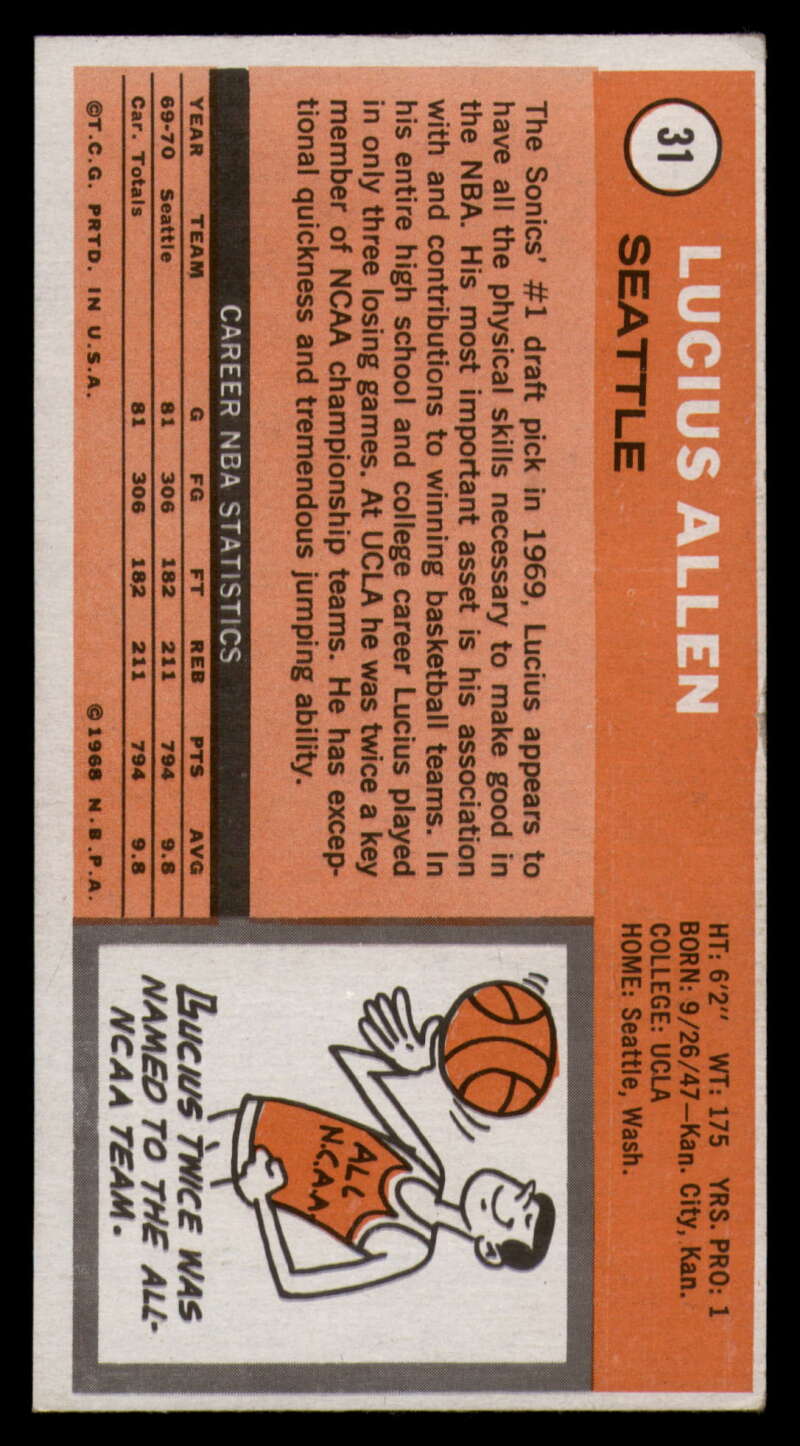 31
LUCIUS ALLEN
SEATTLE
HT: 6'2" WT: 175 YRS. PRO: 1
BORN: 9/26/47—Kan. City, Kan.
COLLEGE: UCLA
HOME: Seattle, Wash.
The Sonics' #1 draft pick in 1969, Lucius appears to
have all the physical skills necessary to make good in
the NBA. His most important asset is his association
with and contributions to winning basketball teams. In
his entire high school and college career Lucius played
in only three losing games. At UCLA he was twice a key
member of NCAA championship teams. He has excep-
tional quickness and tremendous jumping ability.
CAREER NBA STATISTICS
YEAR TEAM G FG FT REB PTS AVG
69-70 Seattle 81 306 182 211 794 9.8
Car. Totals 81 306 182 211 794 9.8
©T.C.G. PRTD. IN U.S.A. ©1968 N.B.P.A.
ALL
N.C.A.A.
LUCIUS TWICE WAS
NAMED TO THE ALL-
NCAA TEAM.